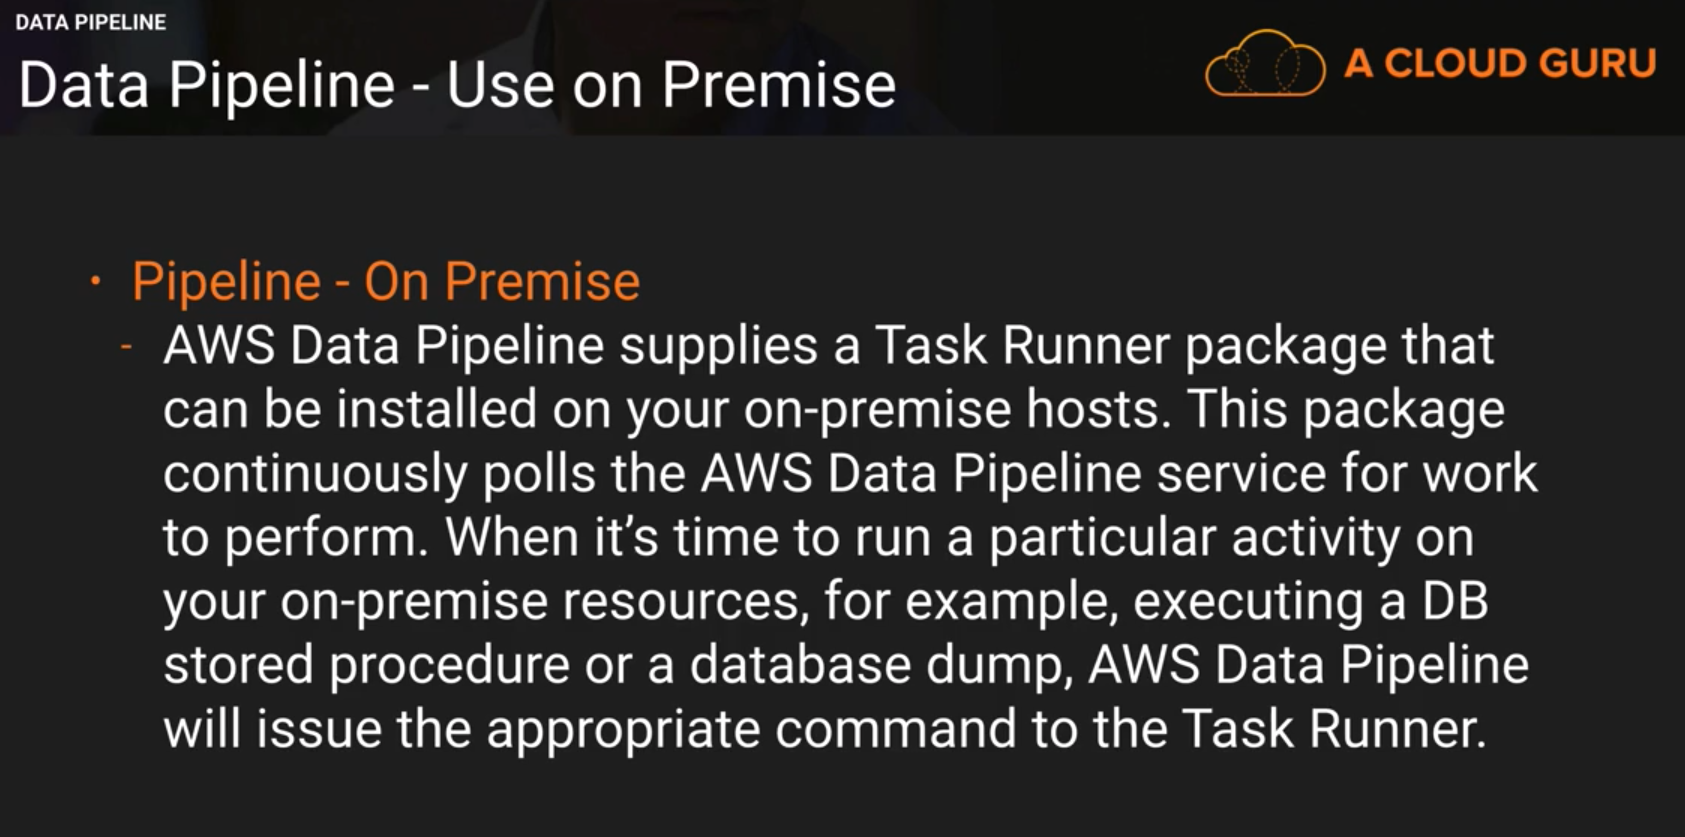 DATA PIPELINE
Data Pipeline - Use on Premise
A CLOUD GURU
• Pipeline - On Premise
- AWS Data Pipeline supplies a Task Runner package that
can be installed on your on-premise hosts. This package
continuously polls the AWS Data Pipeline service for work
to perform. When it’s time to run a particular activity on
your on-premise resources, for example, executing a DB
stored procedure or a database dump, AWS Data Pipeline
will issue the appropriate command to the Task Runner.